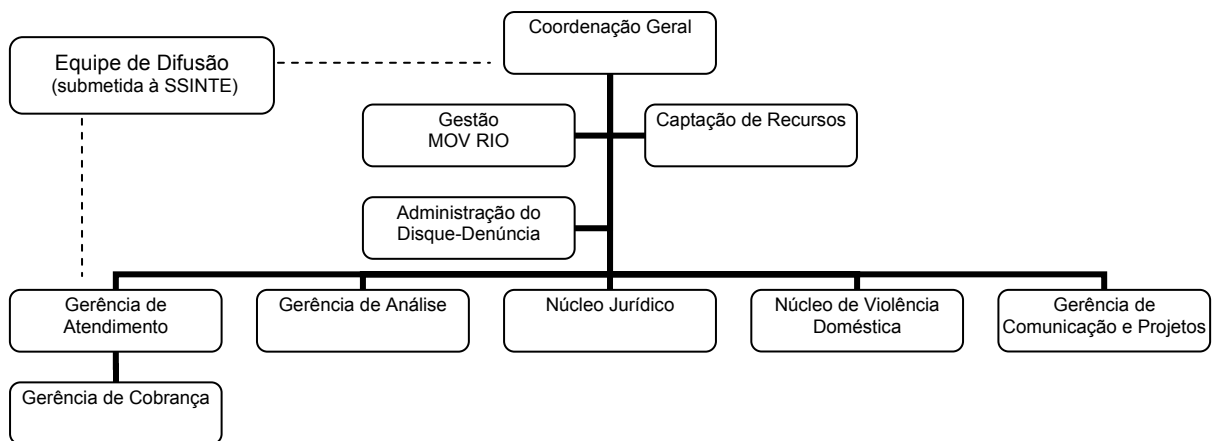 Coordenação Geral
Equipe de Difusão
(submetida à SSINTE)
Gestão
MOV RIO
Captação de Recursos
Administração do
Disque-Denúncia
Gerência de
Atendimento
Gerência de Análise
Núcleo Jurídico
Núcleo de Violência
Doméstica
Gerência de
Comunicação e Projetos
Gerência de Cobrança